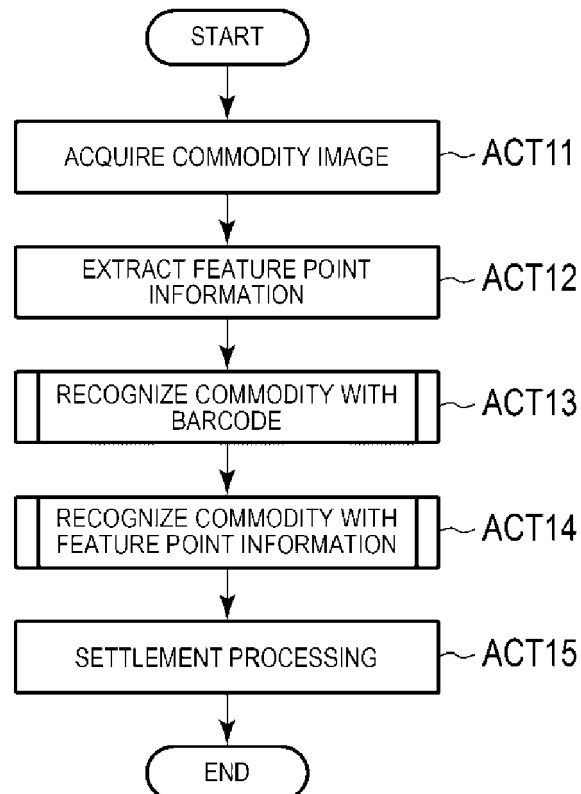 START
ACQUIRE COMMODITY IMAGE
ACT11
EXTRACT FEATURE POINT
INFORMATION
ACT12
RECOGNIZE COMMODITY WITH
BARCODE
ACT13
RECOGNIZE COMMODITY WITH
FEATURE POINT INFORMATION
ACT14
SETTLEMENT PROCESSING
ACT15
END